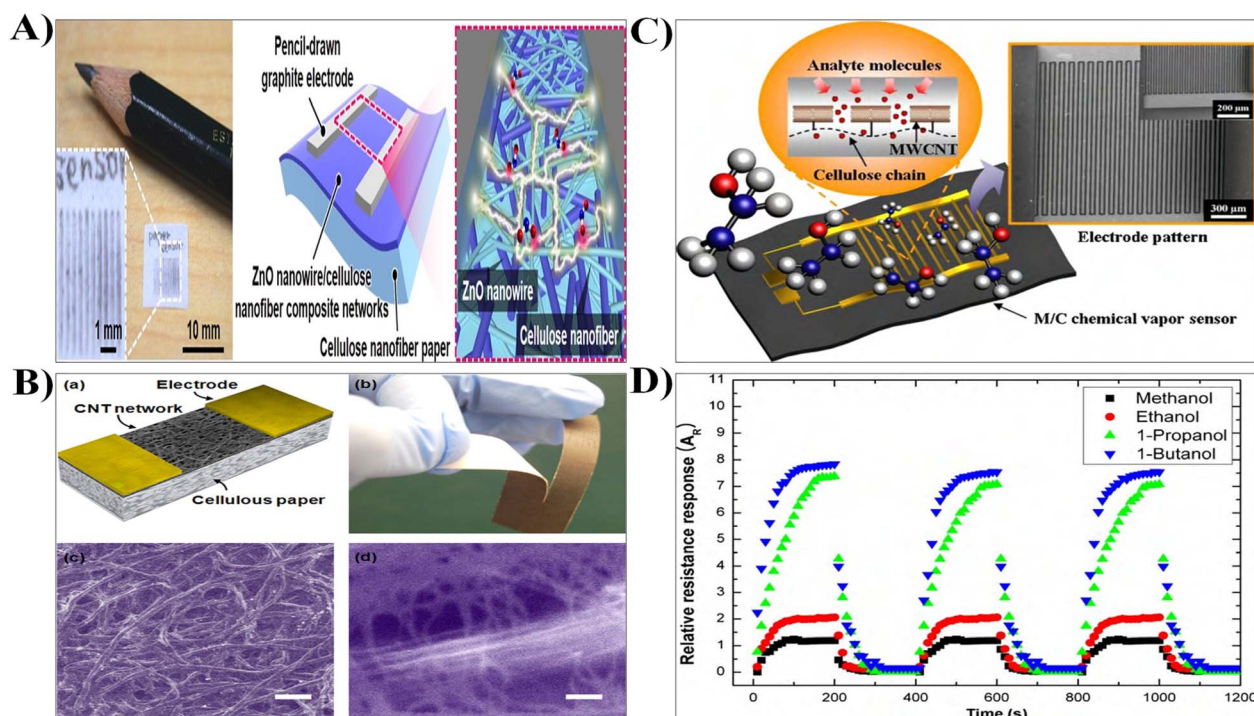 A)
Sensor
paper
sensor
1 mm
10 mm
Pencil-drawn
graphite electrode
ZnO nanowire/cellulose
nanofiber composite networks
Cellulose nanofiber paper
ZnO nanowire
Cellulose nanofiber
B)
(a)
Electrode
CNT network
Cellulous paper
(b)
(c)
(d)
C)
Analyte molecules
MWCNT
Cellulose chain
200 μm
300 μm
Electrode pattern
M/C chemical vapor sensor
D)
Relative resistance response (A_R)
11
10
9
8
7
6
5
4
3
2
1
0
Methanol
Ethanol
1-Propanol
1-Butanol
0 200 400 600 800 1000 1200
Time (s)